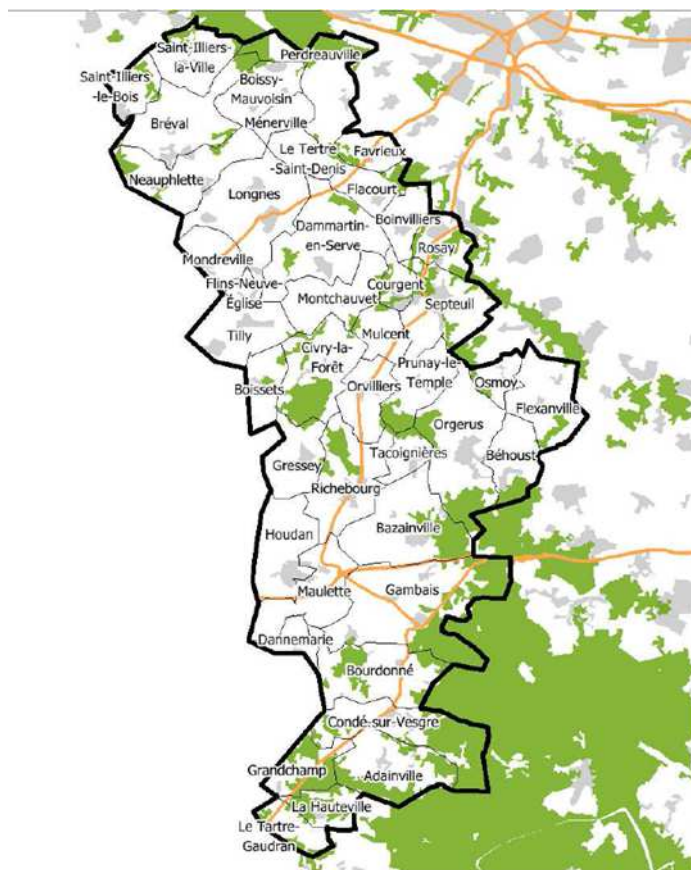 Saint-Illiers-
la-Ville
Perdreauville
Saint-Illiers
-le-Bois
Boissy-
Mauvoisin
Bréval
Ménerville
Le Tertre
-Saint-Denis
Favrieux
Neauphlette
Longnes
Flacourt
Dammartin-
en-Serve
Boinvilliers
Rosay
Mondreville
Flins-Neuve-
Église
Montchauvet
Courgent
Septeuil
Tilly
Mulcent
Civry-la-
Forêt
Prunay-le-
Temple
Boissets
Orvilliers
Osmoy
Flexanville
Orgerus
Tacoignières
Béhoust
Gressey
Richebourg
Bazainville
Houdan
Maulette
Gambais
Dannemarie
Bourdonné
Condé-sur-Vesgre
Grandchamp
Adainville
La Hauteville
Le Tartre-
Gaudran